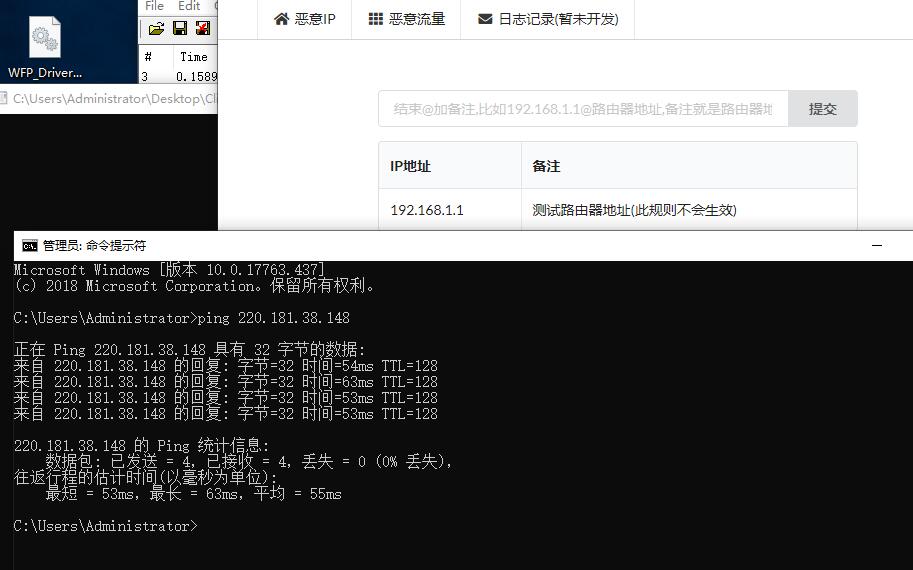 File Edit
# Time
3 0.1589
WFP_Driver...
C:\Users\Administrator\Desktop\Cli
恶意IP 恶意流量 日志记录(暂未开发)
结束@加备注,比如192.168.1.1@路由器地址,备注就是路由器地 提交
IP地址 备注
192.168.1.1 测试路由器地址(此规则不会生效)
管理员: 命令提示符
Microsoft Windows [版本 10.0.17763.437]
(c) 2018 Microsoft Corporation。保留所有权利。
C:\Users\Administrator>ping 220.181.38.148
正在 Ping 220.181.38.148 具有 32 字节的数据:
来自 220.181.38.148 的回复: 字节=32 时间=54ms TTL=128
来自 220.181.38.148 的回复: 字节=32 时间=63ms TTL=128
来自 220.181.38.148 的回复: 字节=32 时间=53ms TTL=128
来自 220.181.38.148 的回复: 字节=32 时间=53ms TTL=128
220.181.38.148 的 Ping 统计信息:
数据包: 已发送 = 4，已接收 = 4，丢失 = 0 (0% 丢失)，
往返行程的估计时间(以毫秒为单位):
最短 = 53ms，最长 = 63ms，平均 = 55ms
C:\Users\Administrator>